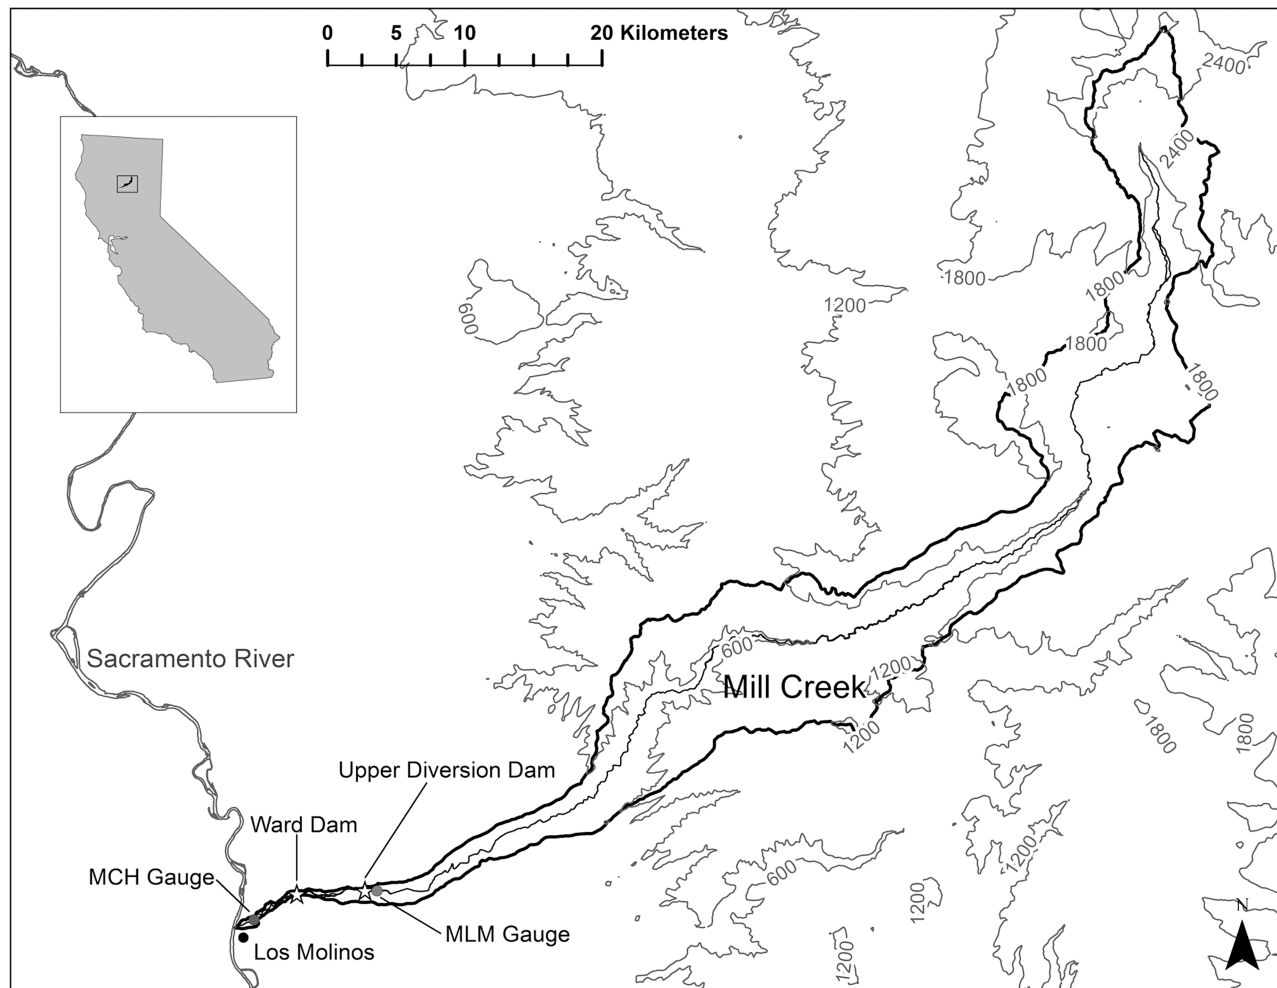 0 5 10 20 Kilometers
2400
2400
1800
1800
600
1200
1800
1800
1800
600
Sacramento River
1200
Mill Creek
1800
1800
1200
Upper Diversion Dam
Ward Dam
1200
600
MCH Gauge
1200
N
MLM Gauge
Los Molinos
1200